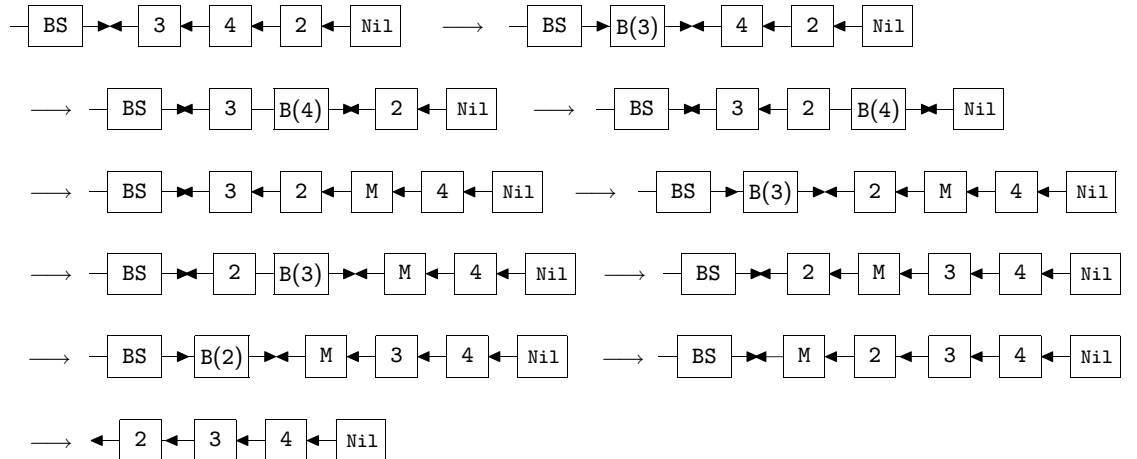 BS 3 4 2 Nil ⟶ BS B(3) 4 2 Nil
⟶ BS 3 B(4) 2 Nil ⟶ BS 3 2 B(4) Nil
⟶ BS 3 2 M 4 Nil ⟶ BS B(3) 2 M 4 Nil
⟶ BS 2 B(3) M 4 Nil ⟶ BS 2 M 3 4 Nil
⟶ BS B(2) M 3 4 Nil ⟶ BS M 2 3 4 Nil
⟶ 2 3 4 Nil